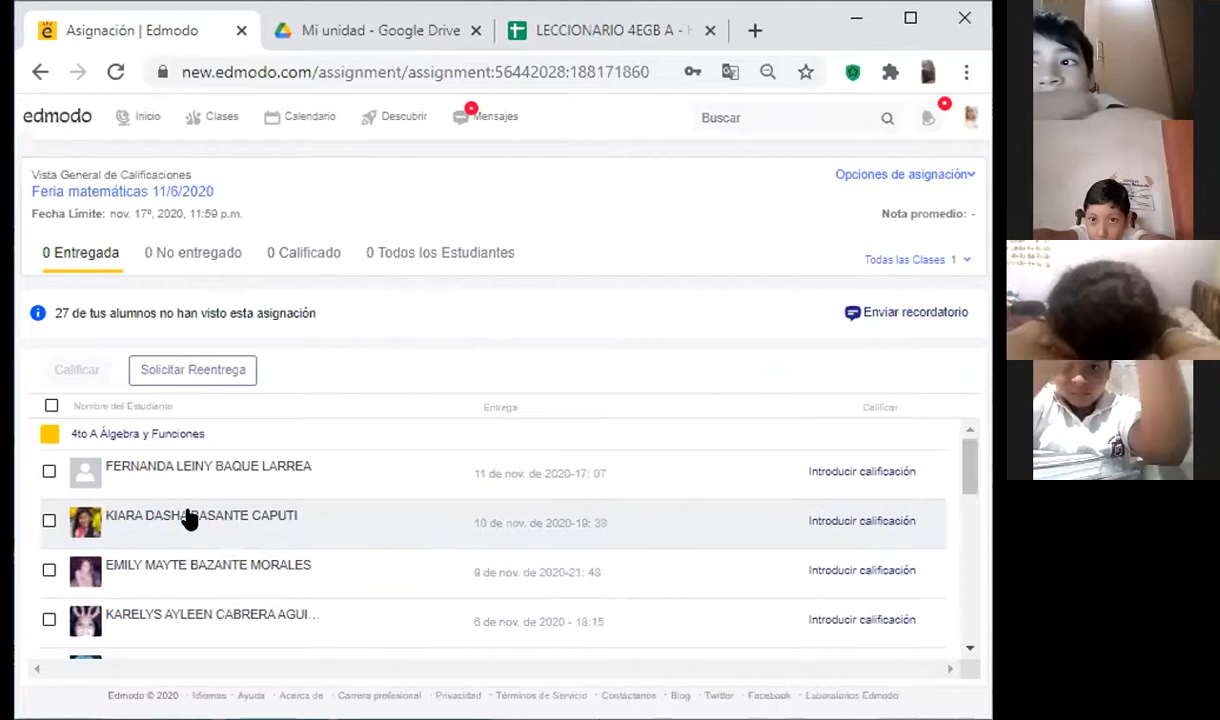 Asignación | Edmodo
Mi unidad - Google Drive
LECCIONARIO 4EGB A -
new.edmodo.com/assignment/assignment:56442028:188171860
edmodo
Inicio
Clases
Calendario
Descubrir
Mensajes
Buscar
Vista General de Calificaciones
Feria matemáticas 11/6/2020
Opciones de asignación
Fecha Límite: nov. 17º, 2020, 11:59 p.m.
Nota promedio: -
0 Entregada
0 No entregado
0 Calificado
0 Todos los Estudiantes
Todas las Clases 1
27 de tus alumnos no han visto esta asignación
Enviar recordatorio
Calificar
Solicitar Reentrega
Nombre del Estudiante
Entrega
Calificar
4to A Álgebra y Funciones
FERNANDA LEINY BAQUE LARREA
11 de nov. de 2020-17: 07
Introducir calificación
KIARA DASHA BASANTE CAPUTI
10 de nov. de 2020-19: 33
Introducir calificación
EMILY MAYTE BAZANTE MORALES
9 de nov. de 2020-21: 48
Introducir calificación
KARELYS AYLEEN CABRERA AGUI...
6 de nov. de 2020 - 18:15
Introducir calificación
Edmodo © 2020 · Idiomas · Ayuda · Acerca de · Carrera profesional · Privacidad · Términos de Servicio · Contáctanos · Blog · Twitter · Facebook · Laboratorios Edmodo